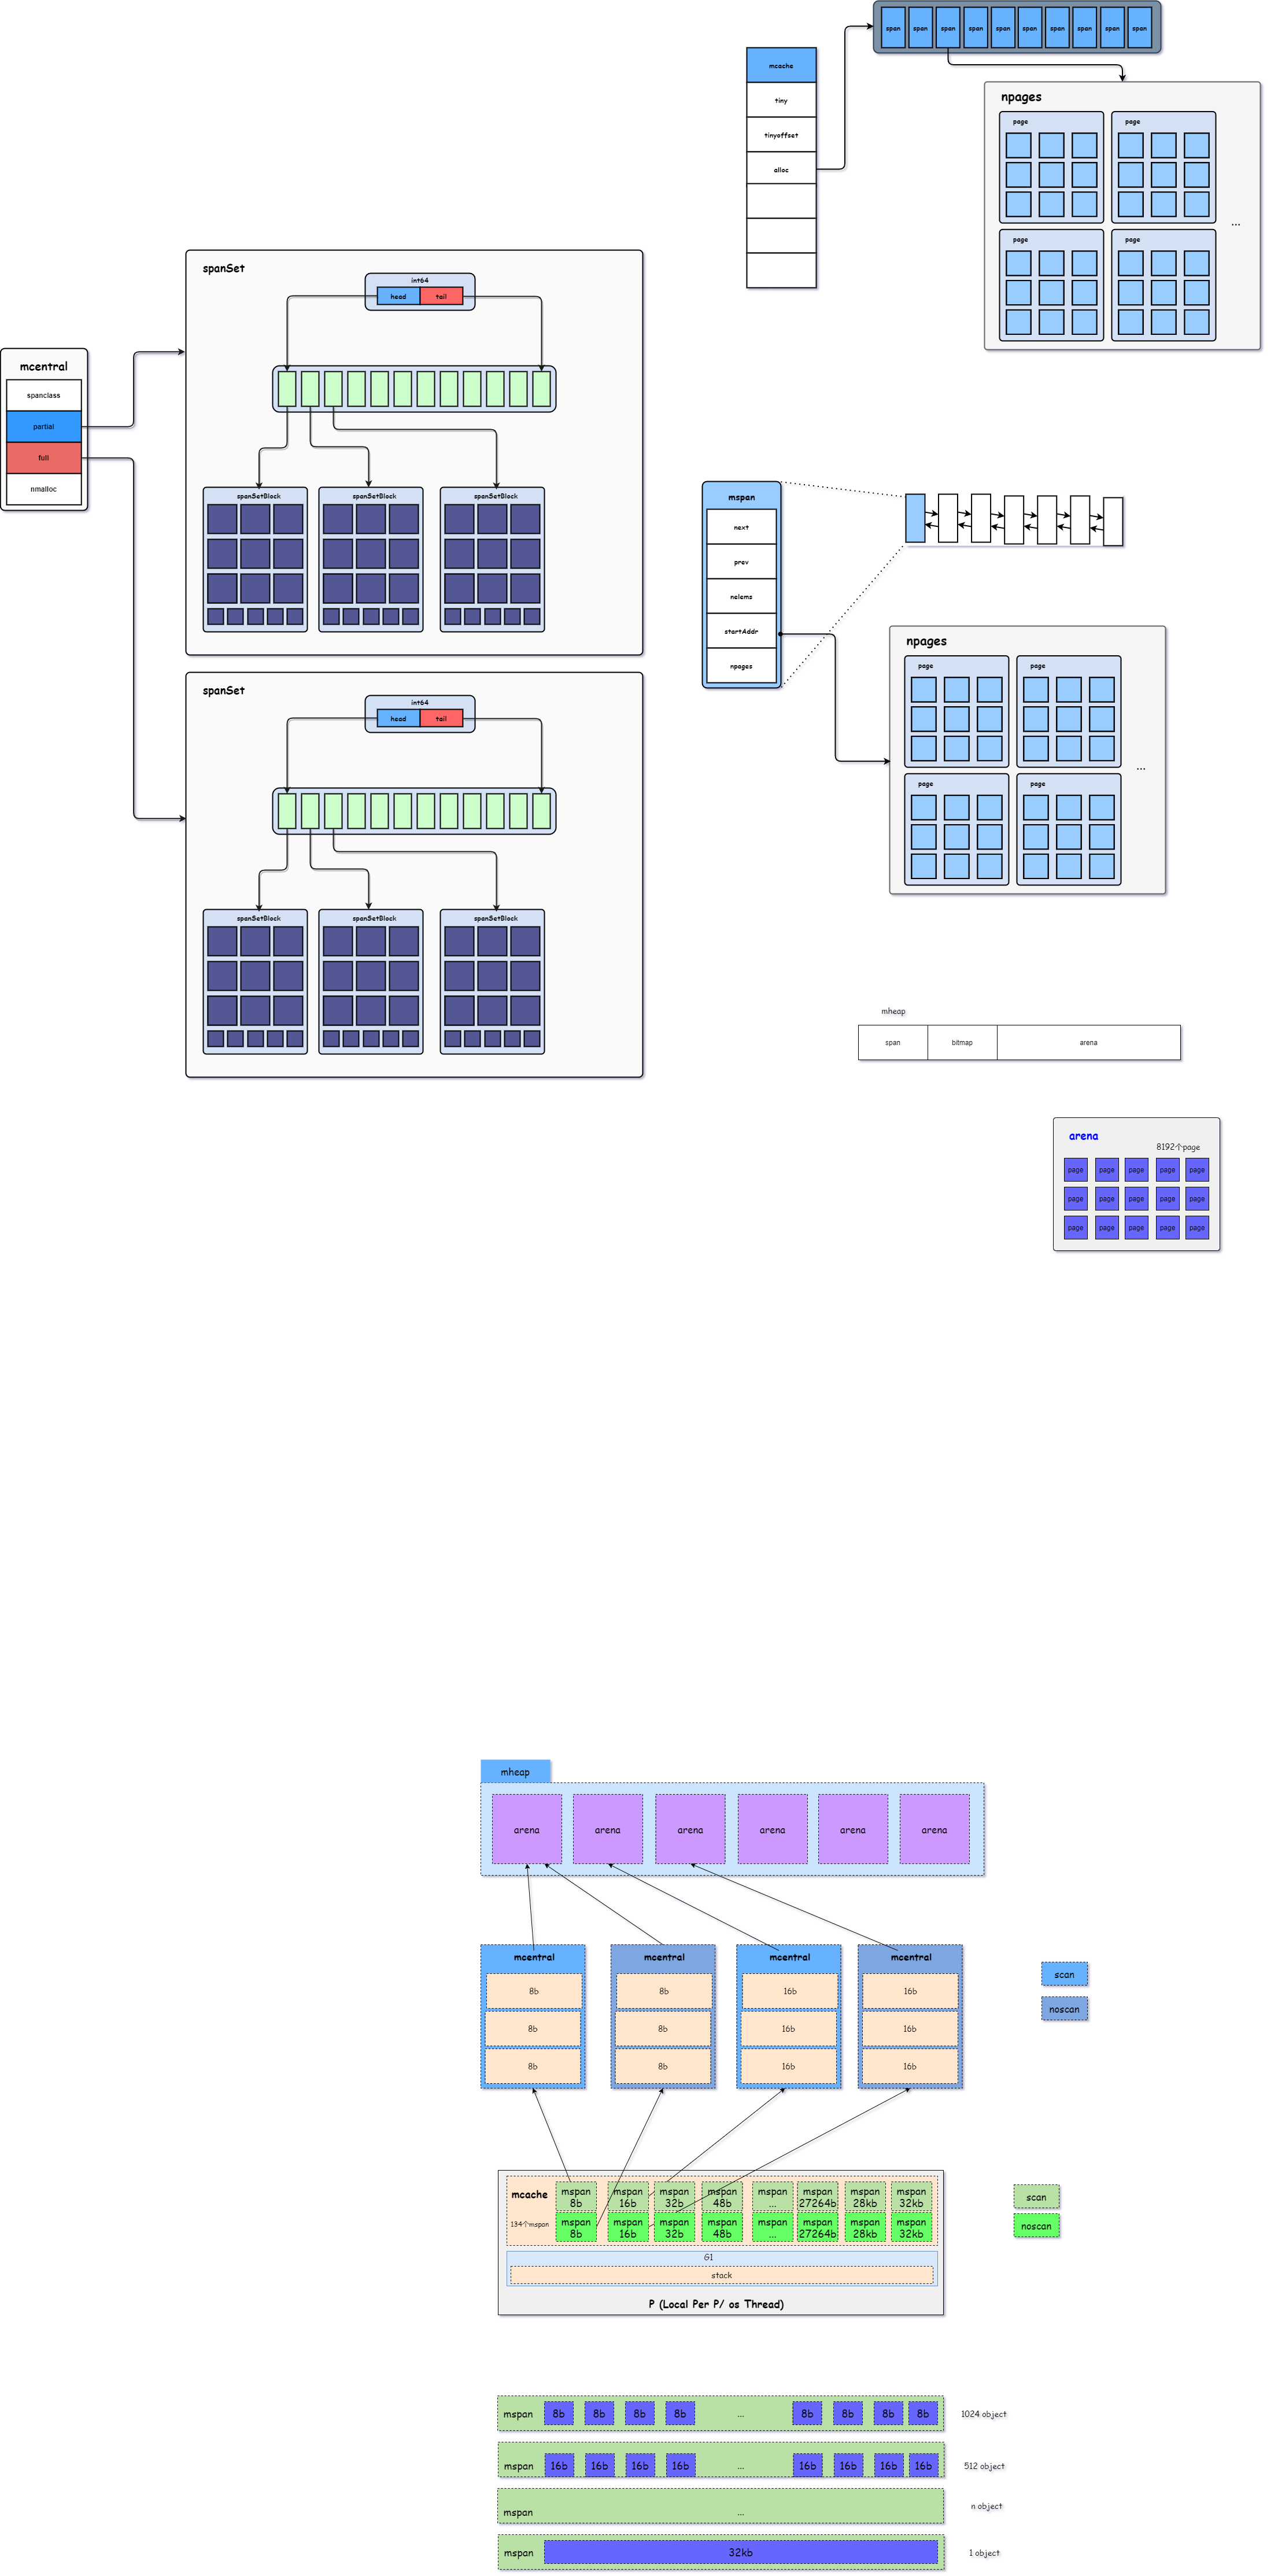 span span span span span span span span span span
mcache
tiny
tinyoffset
alloc
npages
page page
page page
...
spanSet
int64
head tail
spanSetBlock spanSetBlock spanSetBlock
mcentral
spanclass
partial
full
nmalloc
mspan
next
prev
nelems
startAddr
npages
npages
page page
page page
...
spanSet
int64
head tail
spanSetBlock spanSetBlock spanSetBlock
mheap
span bitmap arena
arena
8192个page
page page page page page
page page page page page
page page page page page
mheap
arena arena arena arena arena arena
mcentral mcentral mcentral mcentral
8b 8b 16b 16b
8b 8b 16b 16b
8b 8b 16b 16b
scan
noscan
mcache
134个mspan
mspan mspan mspan mspan mspan mspan mspan mspan
8b 16b 32b 48b ... 27264b 28kb 32kb
mspan mspan mspan mspan mspan mspan mspan mspan
8b 16b 32b 48b ... 27264b 28kb 32kb
scan
noscan
G1
stack
P (Local Per P/ os Thread)
mspan 8b 8b 8b 8b ... 8b 8b 8b 8b 1024 object
mspan 16b 16b 16b 16b ... 16b 16b 16b 16b 512 object
mspan ... n object
mspan 32kb 1 object